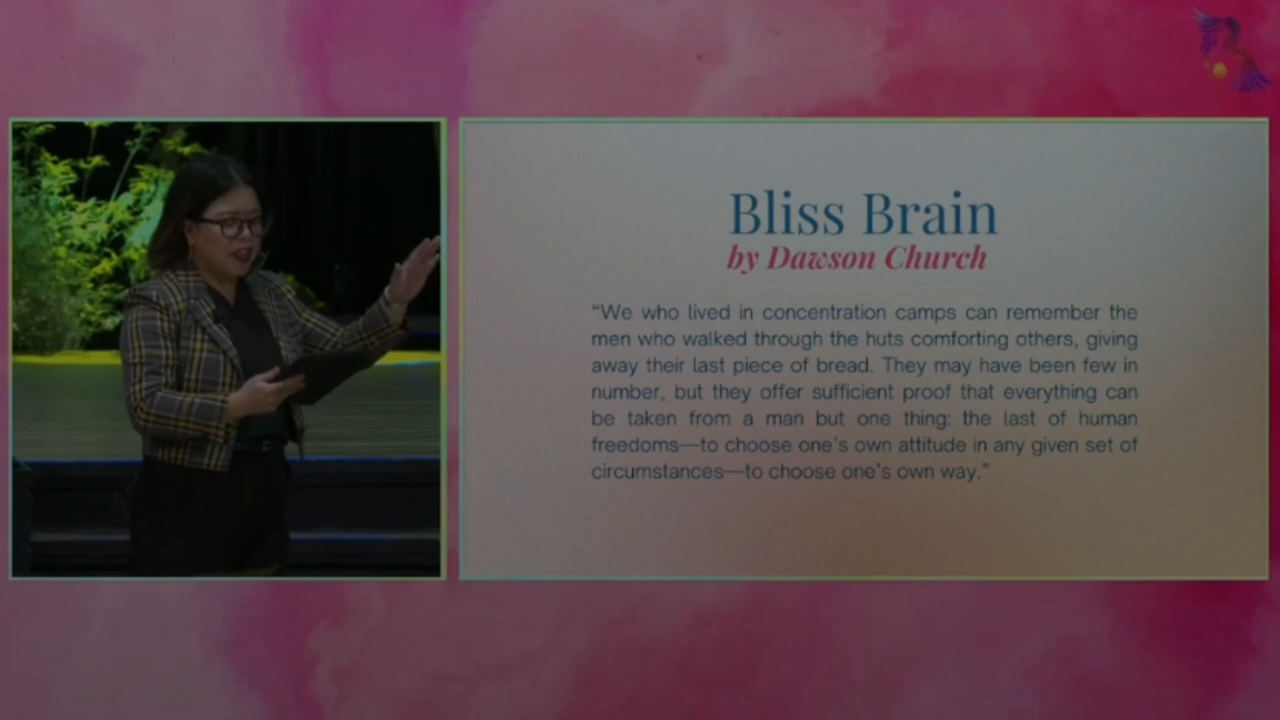 Bliss Brain
by Dawson Church
“We who lived in concentration camps can remember the
men who walked through the huts comforting others, giving
away their last piece of bread. They may have been few in
number, but they offer sufficient proof that everything can
be taken from a man but one thing: the last of human
freedoms—to choose one’s own attitude in any given set of
circumstances—to choose one’s own way.”